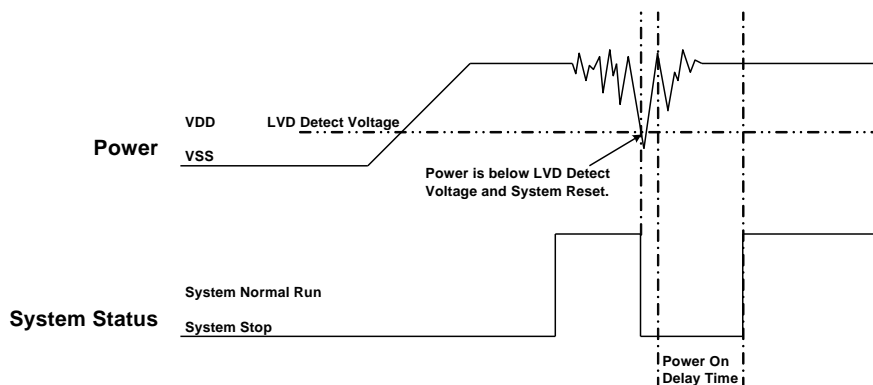 VDD
LVD Detect Voltage
Power
VSS
Power is below LVD Detect
Voltage and System Reset.
System Normal Run
System Status
System Stop
Power On
Delay Time